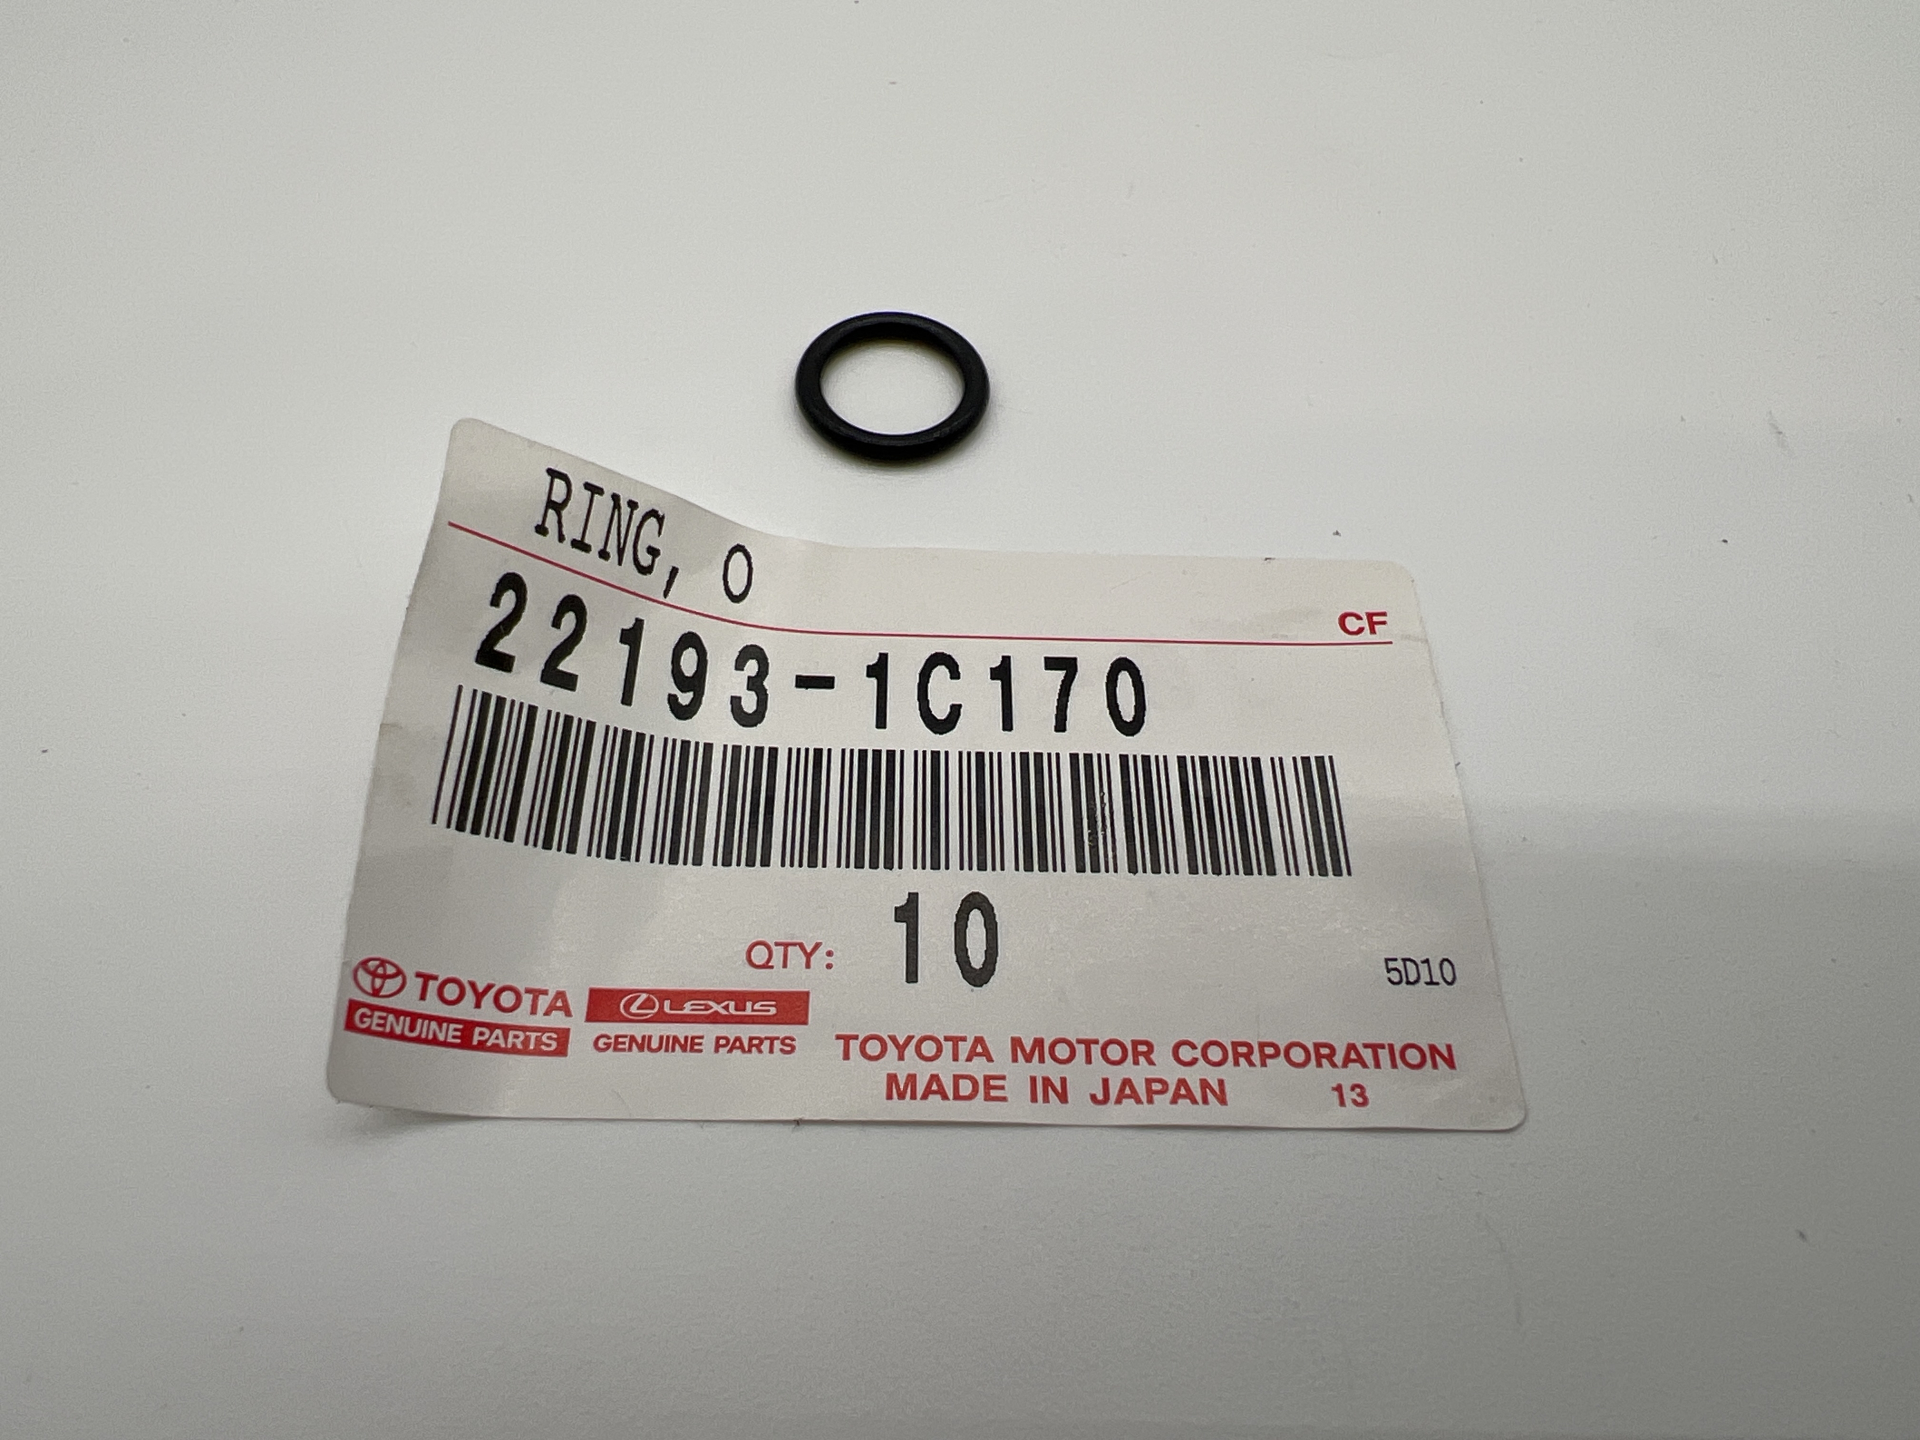 RING, O
CF
22193-1C170
QTY: 10
5D10
TOYOTA
GENUINE PARTS
LEXUS
GENUINE PARTS
TOYOTA MOTOR CORPORATION
MADE IN JAPAN 13